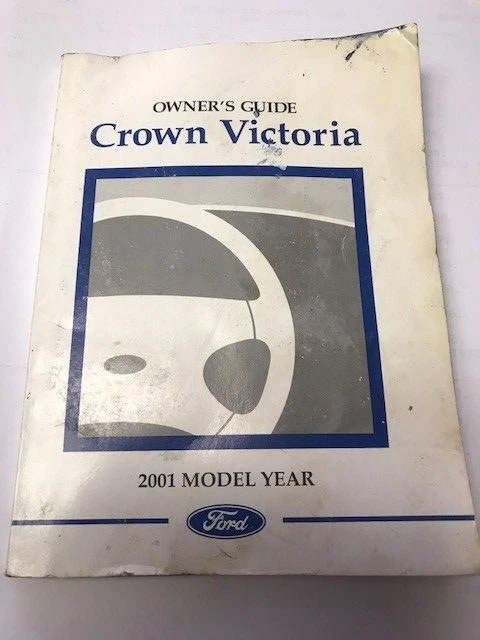 OWNER'S GUIDE
Crown Victoria
2001 MODEL YEAR
Ford